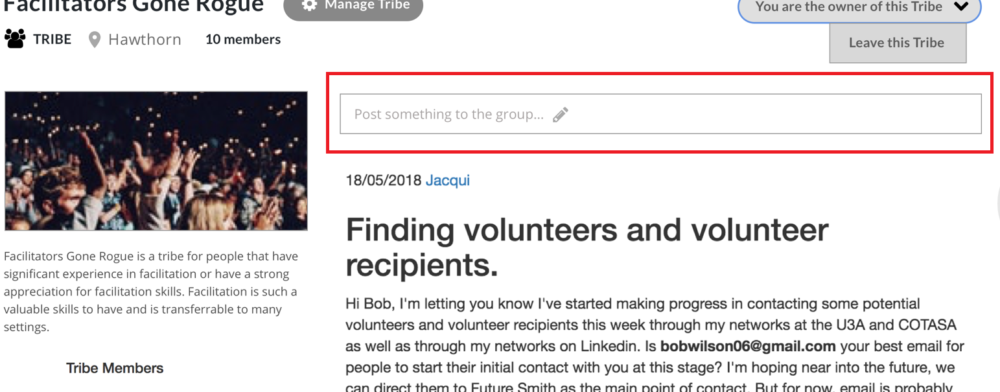 Facilitators Gone Rogue
Manage Tribe
You are the owner of this Tribe
TRIBE
Hawthorn
10 members
Leave this Tribe
Post something to the group...
18/05/2018 Jacqui
Finding volunteers and volunteer
recipients.
Hi Bob, I'm letting you know I've started making progress in contacting some potential
volunteers and volunteer recipients this week through my networks at the U3A and COTASA
as well as through my networks on Linkedin. Is bobwilson06@gmail.com your best email for
people to start their initial contact with you at this stage? I'm hoping near into the future, we
can direct them to Future Smith as the main point of contact. But for now, email is probably
Facilitators Gone Rogue is a tribe for people that have
significant experience in facilitation or have a strong
appreciation for facilitation skills. Facilitation is such a
valuable skills to have and is transferrable to many
settings.
Tribe Members